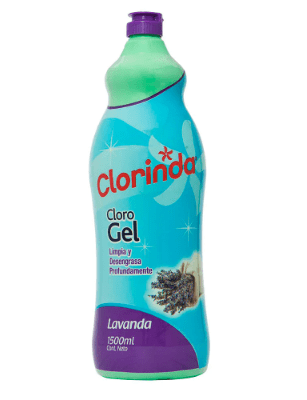 Clorinda
Cloro
Gel
Limpia y
Desengrasa
Profundamente
Lavanda
1500ml
Cont. Neto